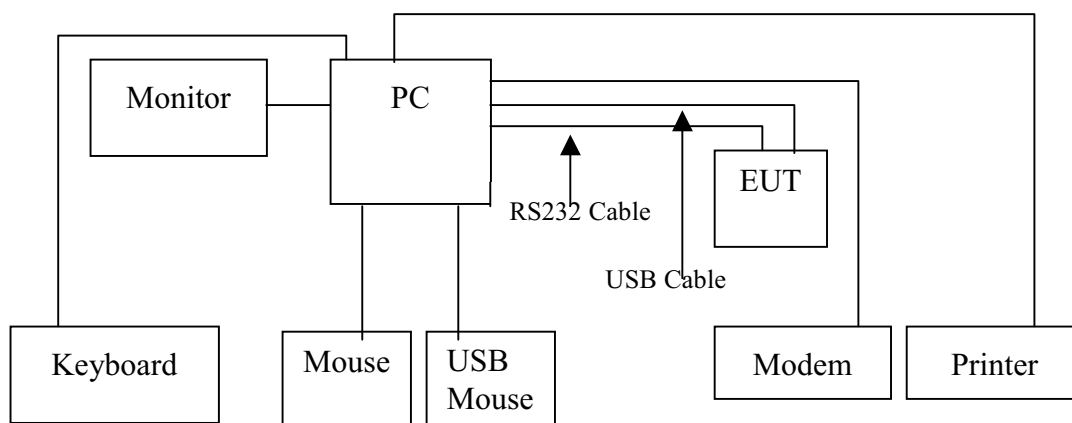 Monitor
PC
EUT
RS232 Cable
USB Cable
Keyboard
Mouse
USB
Mouse
Modem
Printer